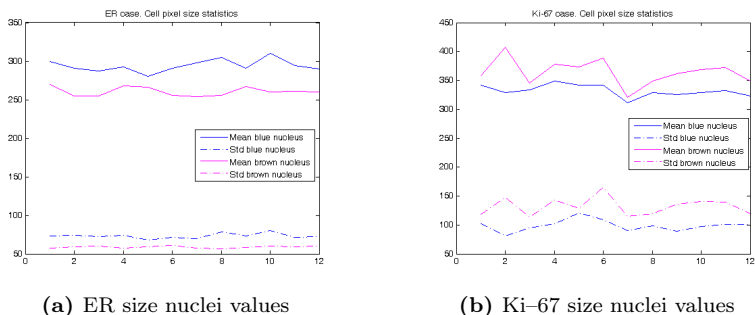 ER case. Cell pixel size statistics
350
300
250
200
150
100
50
0 2 4 6 8 10 12
Mean blue nucleus
Std blue nucleus
Mean brown nucleus
Std brown nucleus
(a) ER size nuclei values
Ki-67 case. Cell pixel size statistics
450
400
350
300
250
200
150
100
50
0 2 4 6 8 10 12
Mean blue nucleus
Std blue nucleus
Mean brown nucleus
Std brown nucleus
(b) Ki–67 size nuclei values